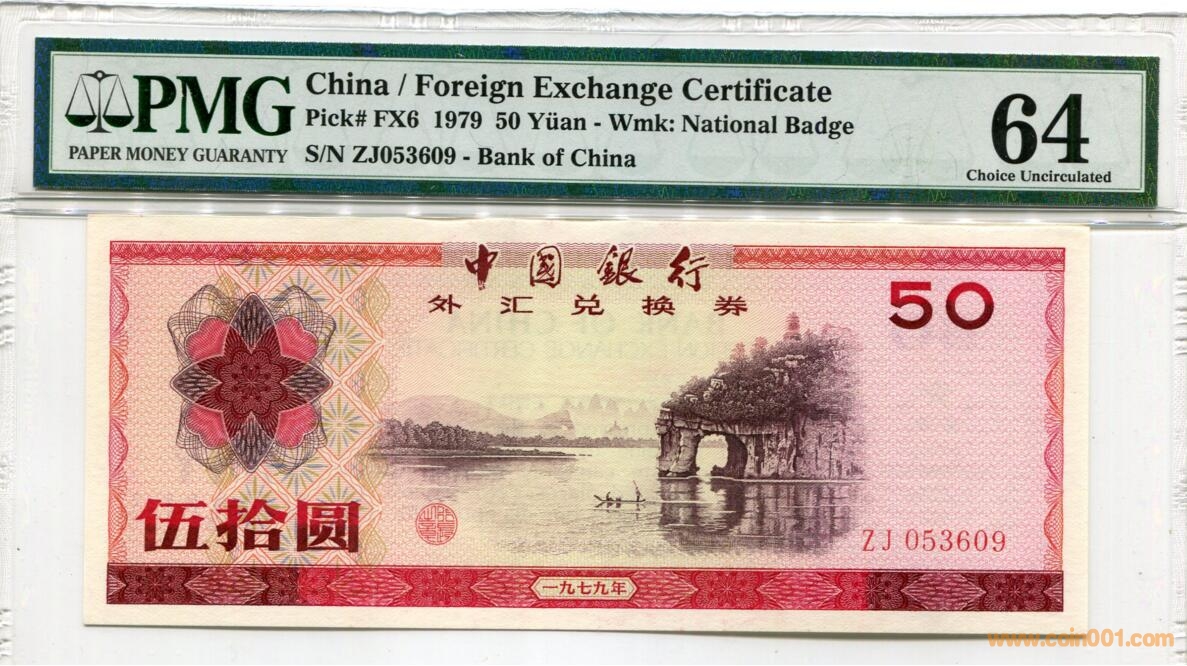 PMG
PAPER MONEY GUARANTY
China / Foreign Exchange Certificate
Pick# FX6 1979 50 Yüan - Wmk: National Badge
S/N ZJ053609 - Bank of China
64
Choice Uncirculated
中國銀行
外汇兑换券
50
伍拾圆
ZJ 053609
一九七九年
www.coin001.com